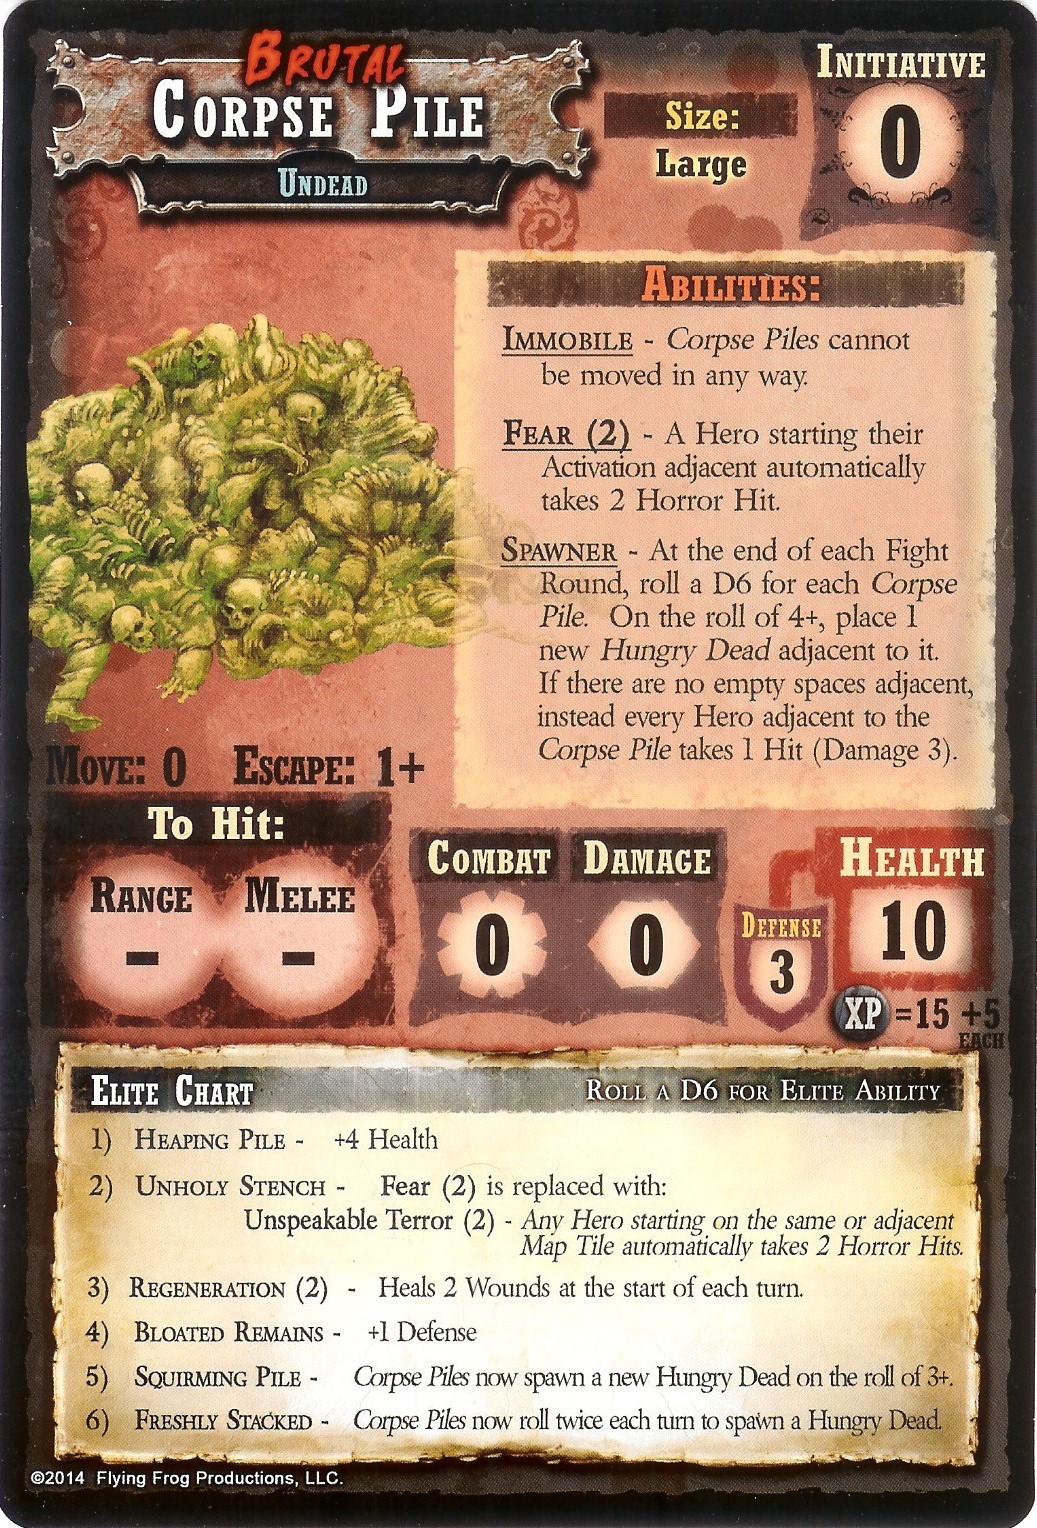 BRUTAL
CORPSE PILE
UNDEAD
Size:
Large
INITIATIVE
0
ABILITIES:
IMMOBILE - Corpse Piles cannot
be moved in any way.
FEAR (2) - A Hero starting their
Activation adjacent automatically
takes 2 Horror Hit.
SPAWNER - At the end of each Fight
Round, roll a D6 for each Corpse
Pile. On the roll of 4+, place 1
new Hungry Dead adjacent to it.
If there are no empty spaces adjacent,
instead every Hero adjacent to the
Corpse Pile takes 1 Hit (Damage 3).
MOVE: 0 ESCAPE: 1+
To Hit:
RANGE MELEE
- -
COMBAT
0
DAMAGE
0
DEFENSE
3
HEALTH
10
XP =15 +5
EACH
ELITE CHART ROLL A D6 FOR ELITE ABILITY
1) HEAPING PILE - +4 Health
2) UNHOLY STENCH - Fear (2) is replaced with:
Unspeakable Terror (2) - Any Hero starting on the same or adjacent
Map Tile automatically takes 2 Horror Hits.
3) REGENERATION (2) - Heals 2 Wounds at the start of each turn.
4) BLOATED REMAINS - +1 Defense
5) SQUIRMING PILE - Corpse Piles now spawn a new Hungry Dead on the roll of 3+.
6) FRESHLY STACKED - Corpse Piles now roll twice each turn to spawn a Hungry Dead.
©2014 Flying Frog Productions, LLC.